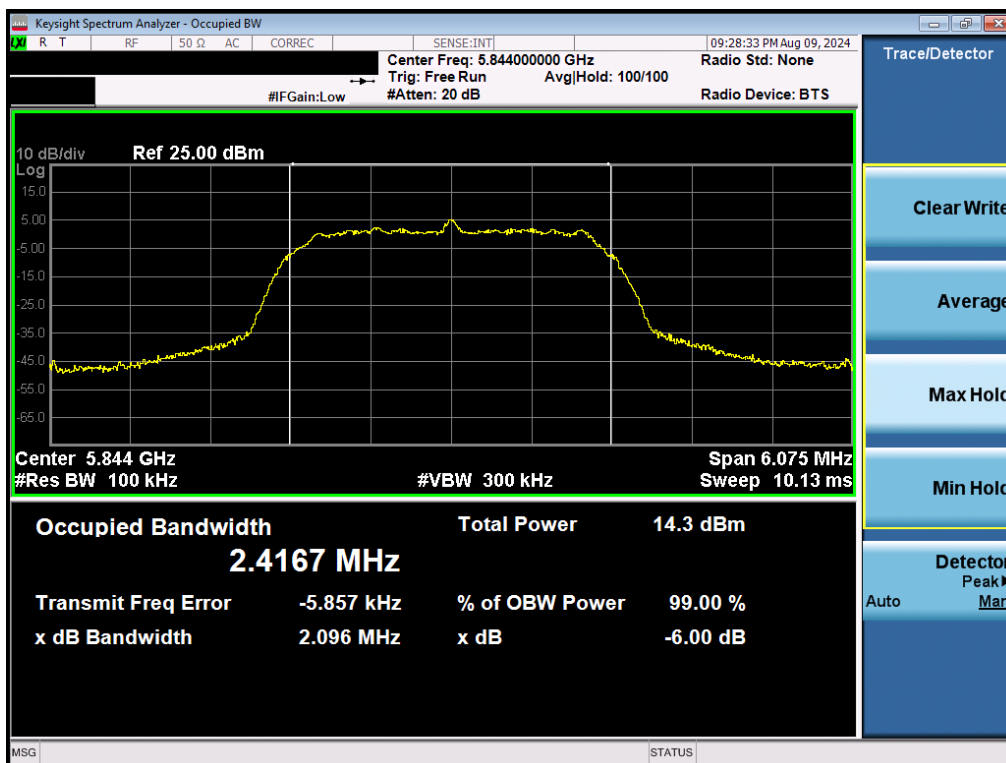 Keysight Spectrum Analyzer - Occupied BW
LXI R T RF 50 Ω AC CORREC SENSE:INT 09:28:33 PM Aug 09, 2024
Center Freq: 5.844000000 GHz Radio Std: None
Trig: Free Run Avg|Hold: 100/100
#IFGain:Low #Atten: 20 dB Radio Device: BTS
10 dB/div Ref 25.00 dBm
Log
15.0
5.00
-5.00
-15.0
-25.0
-35.0
-45.0
-55.0
-65.0
Center 5.844 GHz Span 6.075 MHz
#Res BW 100 kHz #VBW 300 kHz Sweep 10.13 ms
Occupied Bandwidth Total Power 14.3 dBm
2.4167 MHz
Transmit Freq Error -5.857 kHz % of OBW Power 99.00 %
x dB Bandwidth 2.096 MHz x dB -6.00 dB
MSG STATUS
Trace/Detector
Clear Write
Average
Max Hold
Min Hold
Detector
Peak
Auto Man